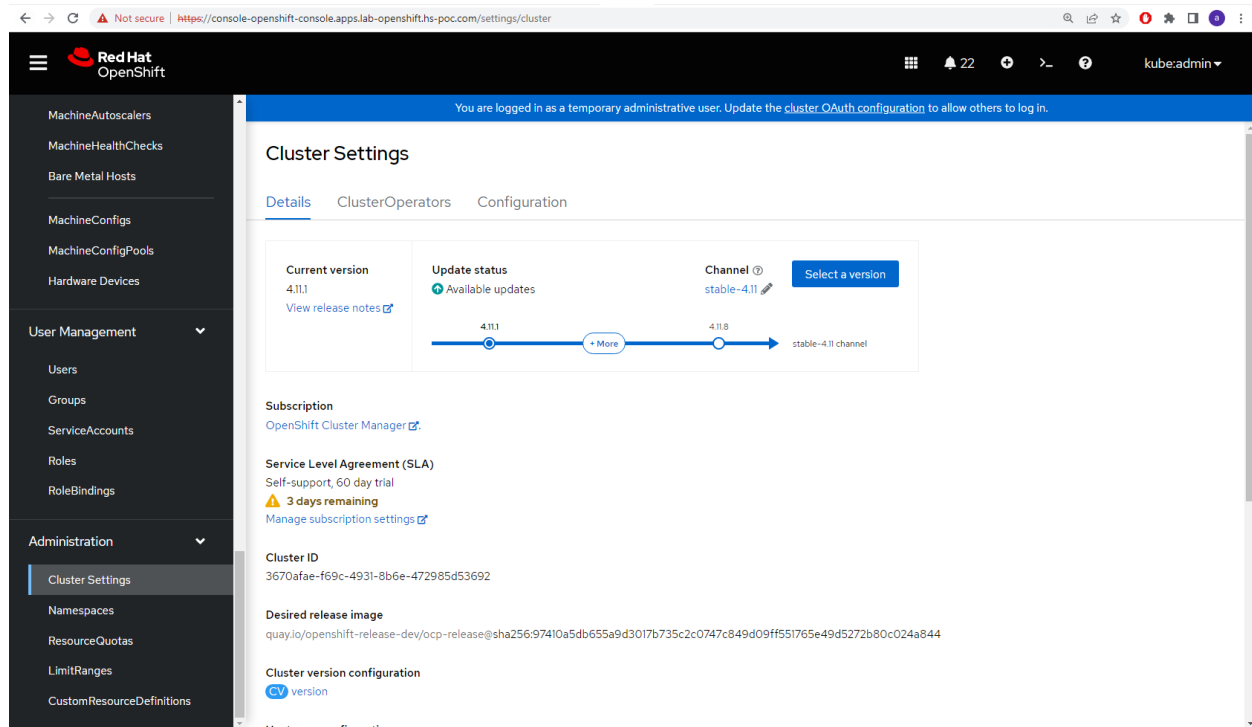 Not secure | https://console-openshift-console.apps.lab-openshift.hs-poc.com/settings/cluster
a
Red Hat
OpenShift
22
kube:admin
MachineAutoscalers
MachineHealthChecks
Bare Metal Hosts
MachineConfigs
MachineConfigPools
Hardware Devices
User Management
Users
Groups
ServiceAccounts
Roles
RoleBindings
Administration
Cluster Settings
Namespaces
ResourceQuotas
LimitRanges
CustomResourceDefinitions
You are logged in as a temporary administrative user. Update the cluster OAuth configuration to allow others to log in.
Cluster Settings
Details ClusterOperators Configuration
Current version
4.11.1
View release notes
Update status
Available updates
Channel
stable-4.11
Select a version
4.11.1
+ More
4.11.8
stable-4.11 channel
Subscription
OpenShift Cluster Manager.
Service Level Agreement (SLA)
Self-support, 60 day trial
3 days remaining
Manage subscription settings
Cluster ID
3670afae-f69c-4931-8b6e-472985d53692
Desired release image
quay.io/openshift-release-dev/ocp-release@sha256:97410a5db655a9d3017b735c2c0747c849d09ff551765e49d5272b80c024a844
Cluster version configuration
CV version